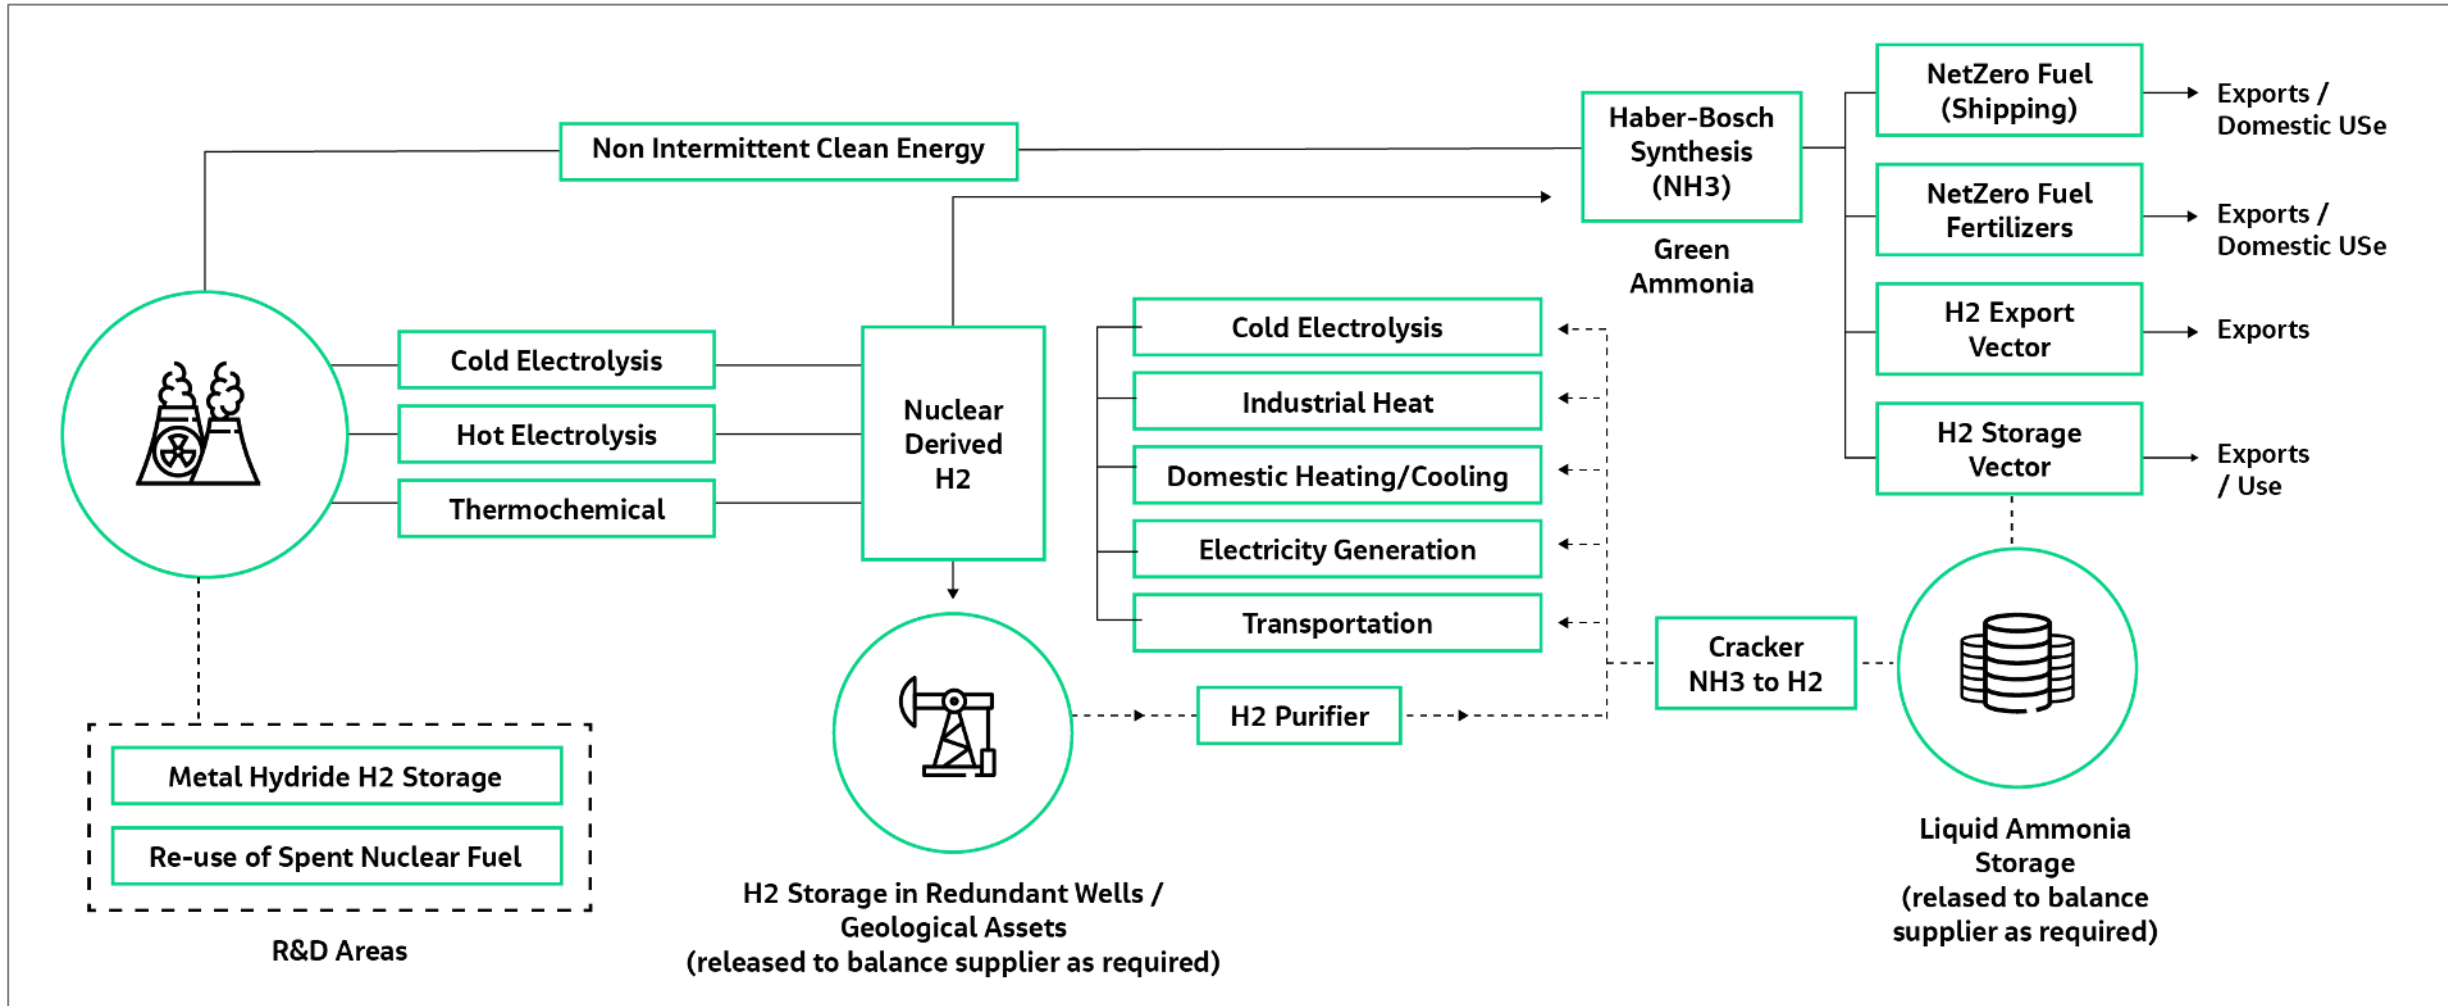 Non Intermittent Clean Energy
Haber-Bosch
Synthesis
(NH3)
Green
Ammonia
NetZero Fuel
(Shipping)
Exports /
Domestic USe
NetZero Fuel
Fertilizers
Exports /
Domestic USe
H2 Export
Vector
Exports
H2 Storage
Vector
Exports
/ Use
Cold Electrolysis
Hot Electrolysis
Thermochemical
Nuclear
Derived
H2
Cold Electrolysis
Industrial Heat
Domestic Heating/Cooling
Electricity Generation
Transportation
H2 Purifier
Cracker
NH3 to H2
Metal Hydride H2 Storage
Re-use of Spent Nuclear Fuel
R&D Areas
H2 Storage in Redundant Wells /
Geological Assets
(released to balance supplier as required)
Liquid Ammonia
Storage
(relased to balance
supplier as required)